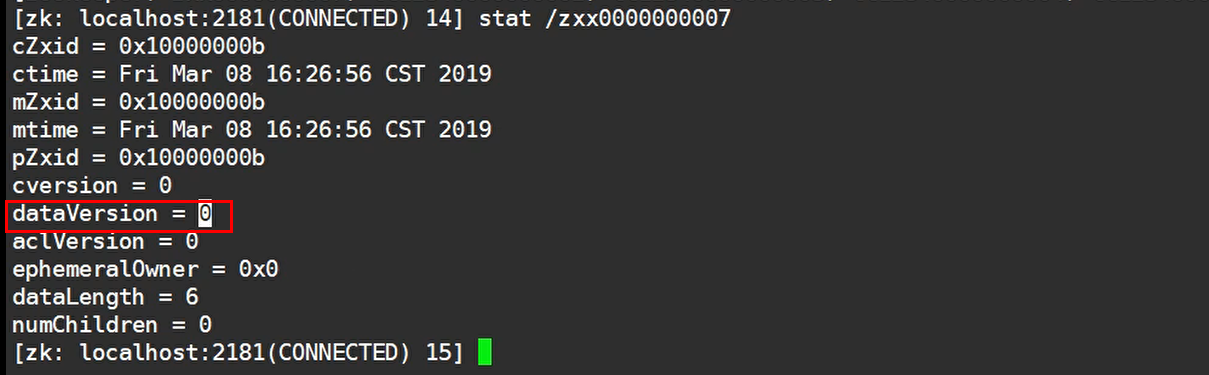 [zk: localhost:2181(CONNECTED) 14] stat /zxx0000000007
cZxid = 0x10000000b
ctime = Fri Mar 08 16:26:56 CST 2019
mZxid = 0x10000000b
mtime = Fri Mar 08 16:26:56 CST 2019
pZxid = 0x10000000b
cversion = 0
dataVersion = 0
aclVersion = 0
ephemeralOwner = 0x0
dataLength = 6
numChildren = 0
[zk: localhost:2181(CONNECTED) 15]